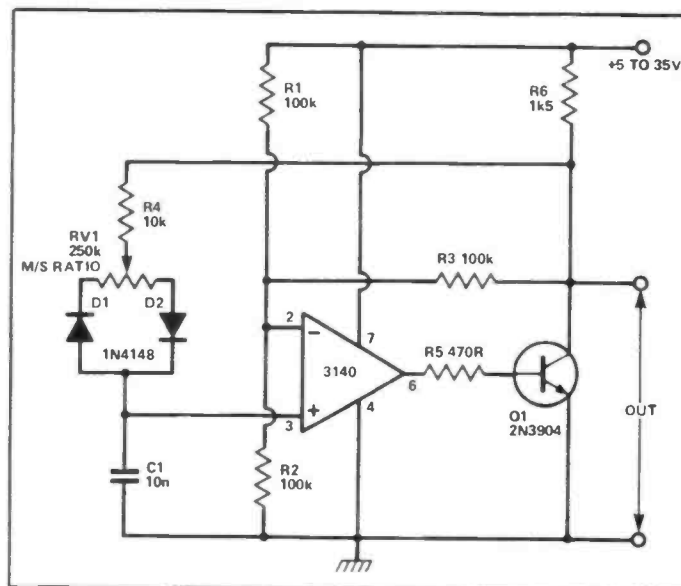 R1
100k
R6
1k5
+5 TO 35V
R4
10k
RV1
250k
M/S RATIO
D1
D2
1N4148
R3 100k
2
3140
7
6
4
3
R5 470R
Q1
2N3904
OUT
C1
10n
R2
100k